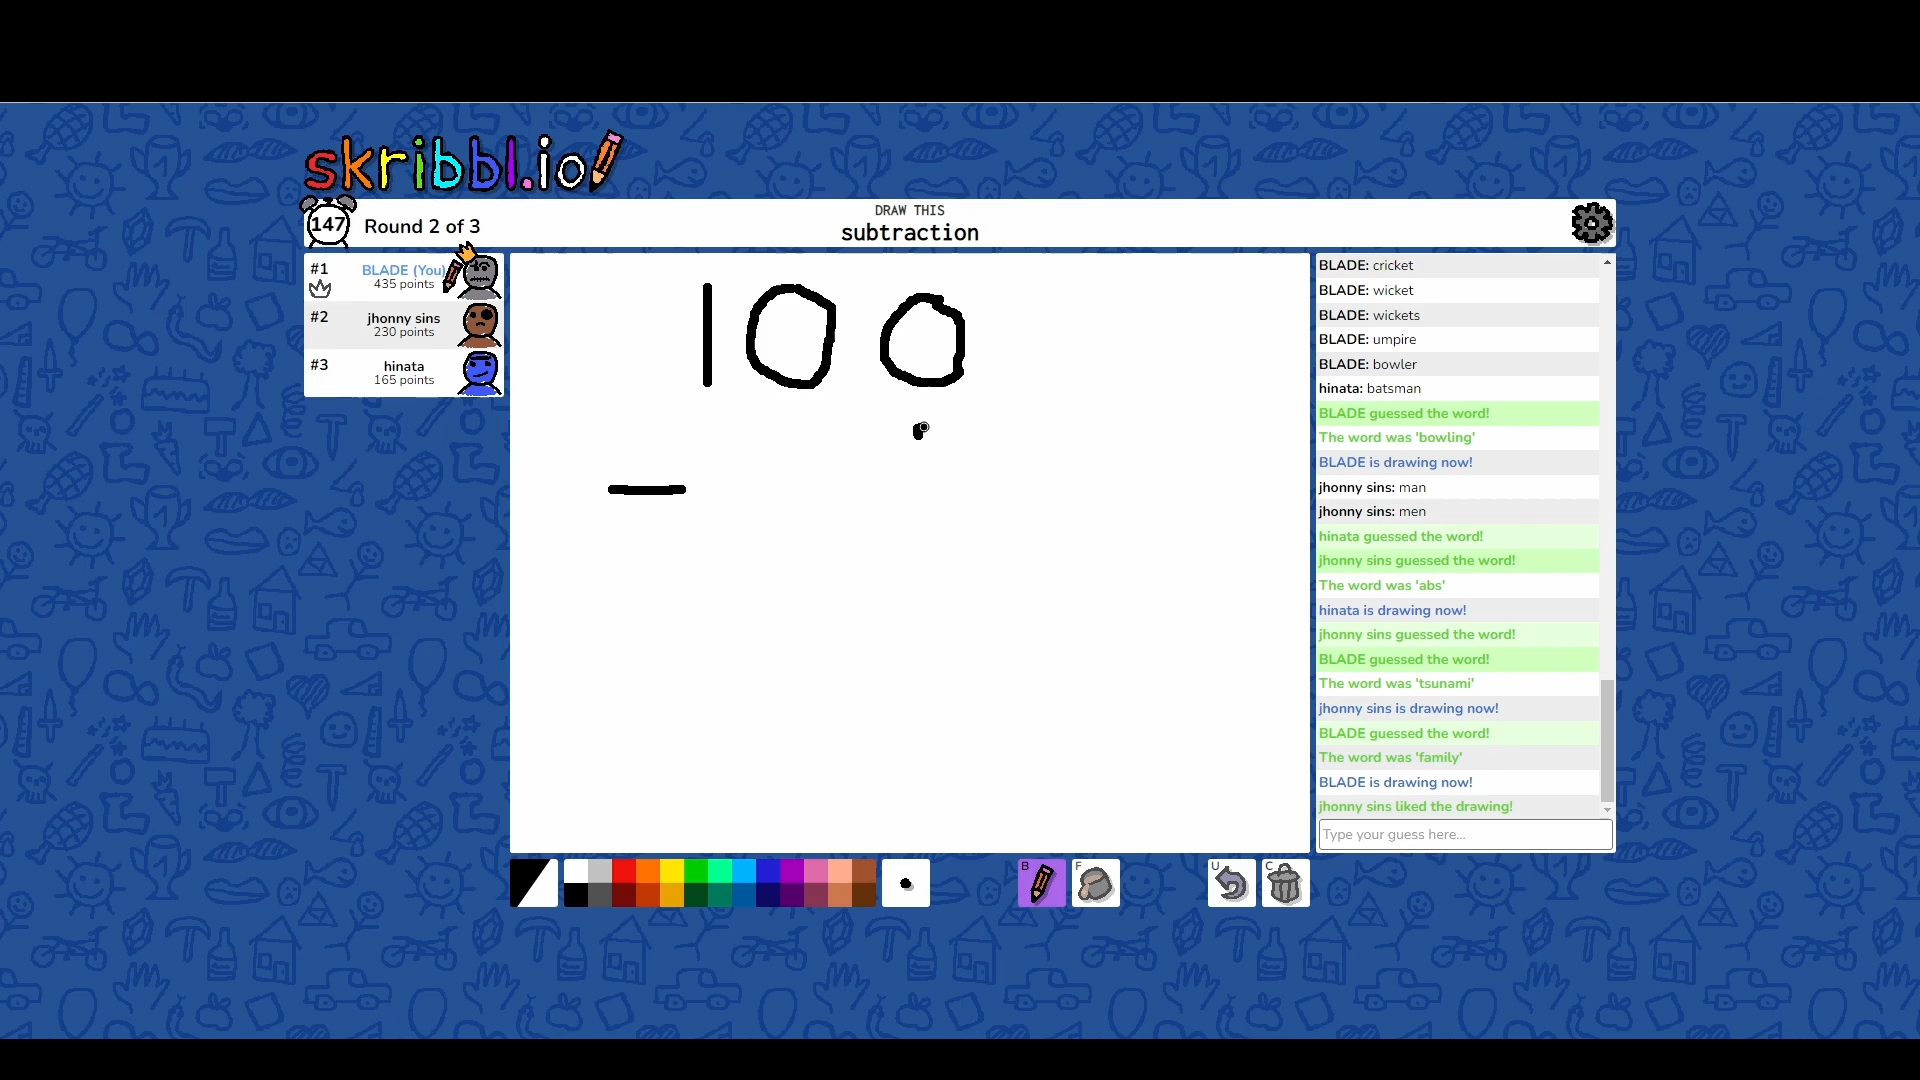 skribbl.io
147
Round 2 of 3
DRAW THIS
subtraction
#1
BLADE (You)
435 points
#2
jhonny sins
230 points
#3
hinata
165 points
100
BLADE: cricket
BLADE: wicket
BLADE: wickets
BLADE: umpire
BLADE: bowler
hinata: batsman
BLADE guessed the word!
The word was 'bowling'
BLADE is drawing now!
jhonny sins: man
jhonny sins: men
hinata guessed the word!
jhonny sins guessed the word!
The word was 'abs'
hinata is drawing now!
jhonny sins guessed the word!
BLADE guessed the word!
The word was 'tsunami'
jhonny sins is drawing now!
BLADE guessed the word!
The word was 'family'
BLADE is drawing now!
jhonny sins liked the drawing!
Type your guess here...
B
F
U
C